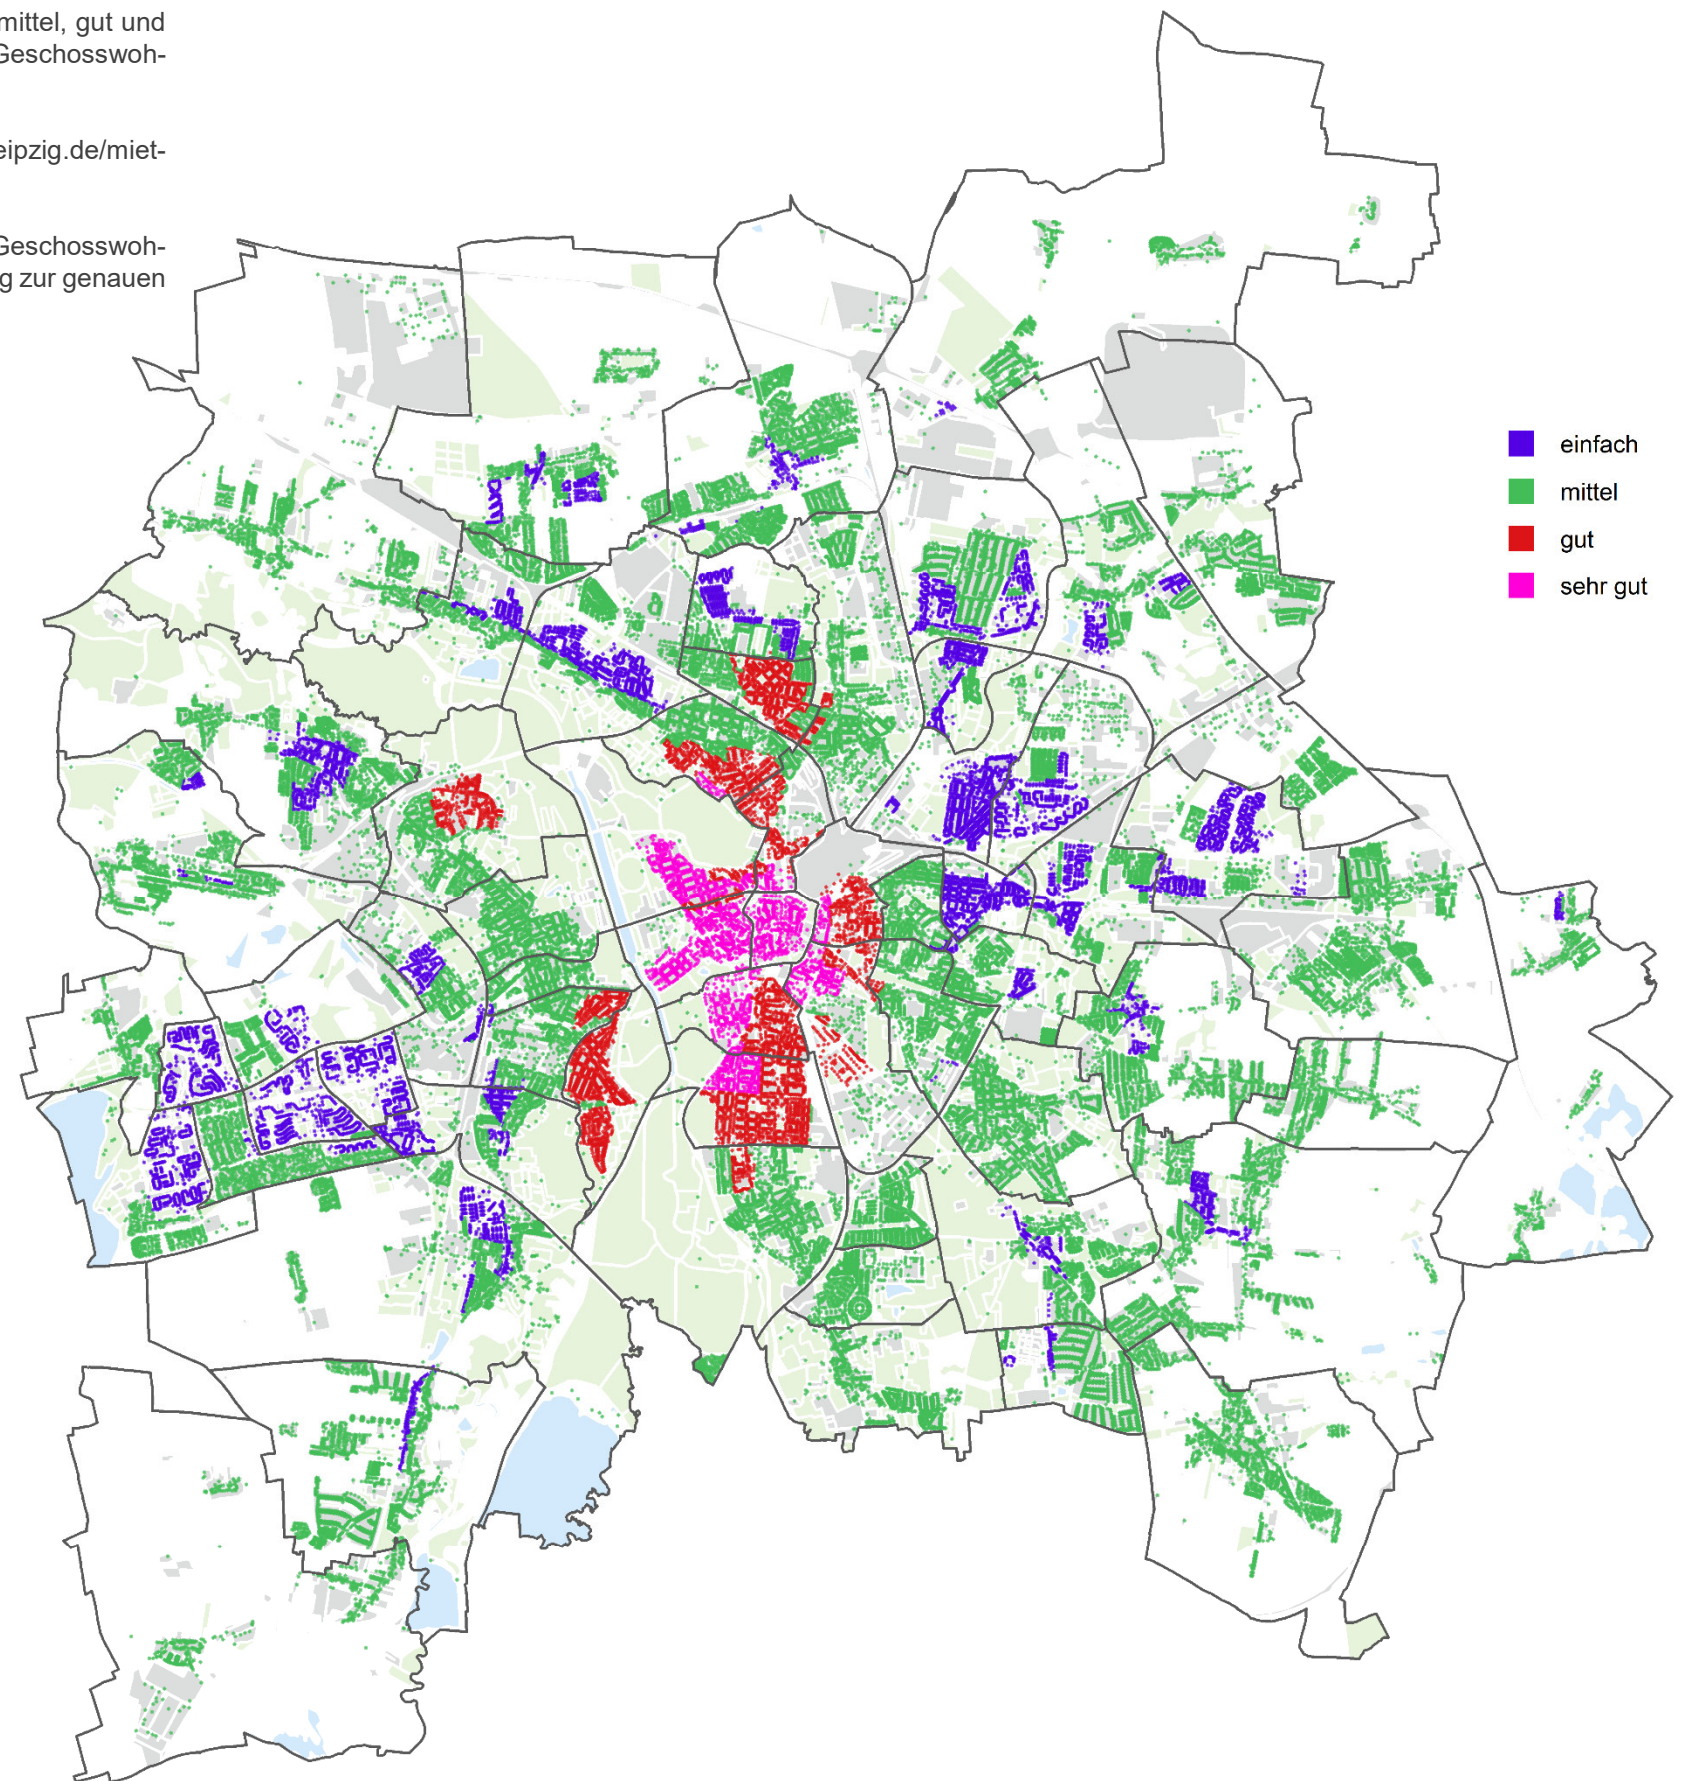 mittel, gut und
Geschosswoh-
eipzig.de/miet-
Geschosswoh-
g zur genauen
einfach
mittel
gut
sehr gut